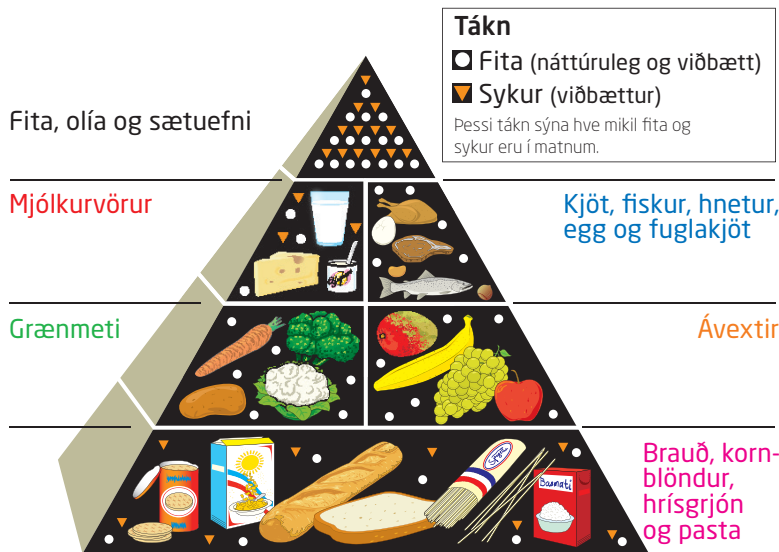 Tákn
Fita (náttúruleg og viðbætt)
Sykur (viðbættur)
Þessi tákn sýna hve mikil fita og
sykur eru í matnum.
Fita, olía og sætuefni
Mjólkurvörur
Kjöt, fiskur, hnetur,
egg og fuglakjöt
Grænmeti
Ávextir
Brauð, korn-
blöndur,
hrísgrjón
og pasta
Basmati